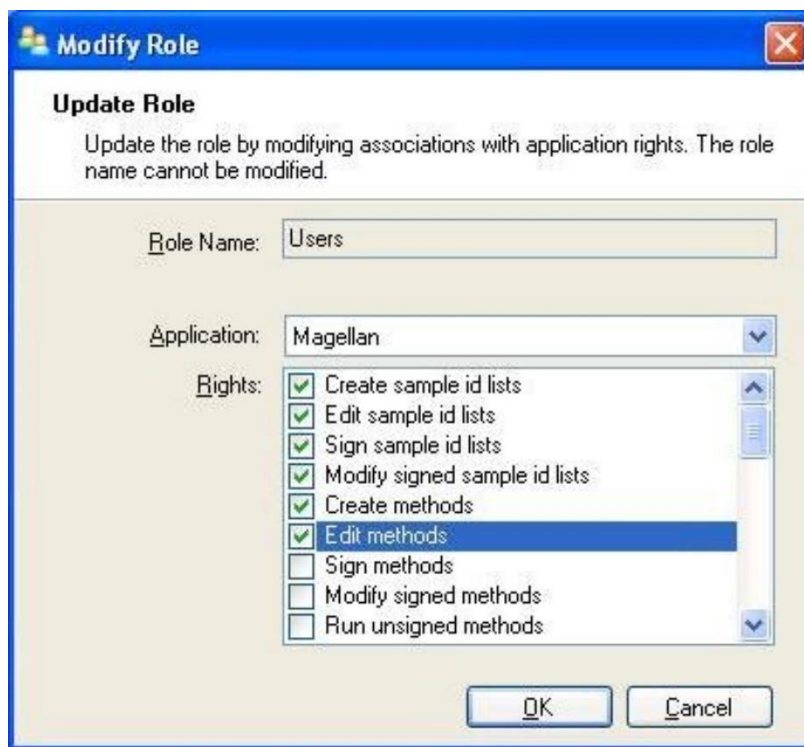 Modify Role
Update Role
Update the role by modifying associations with application rights. The role
name cannot be modified.
Role Name: Users
Application: Magellan
Rights: Create sample id lists
Edit sample id lists
Sign sample id lists
Modify signed sample id lists
Create methods
Edit methods
Sign methods
Modify signed methods
Run unsigned methods
OK Cancel